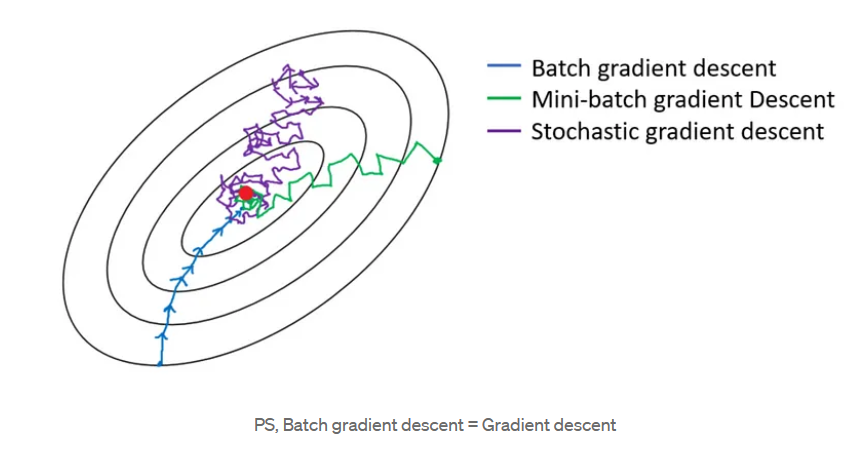 Batch gradient descent
Mini-batch gradient Descent
Stochastic gradient descent
PS, Batch gradient descent = Gradient descent